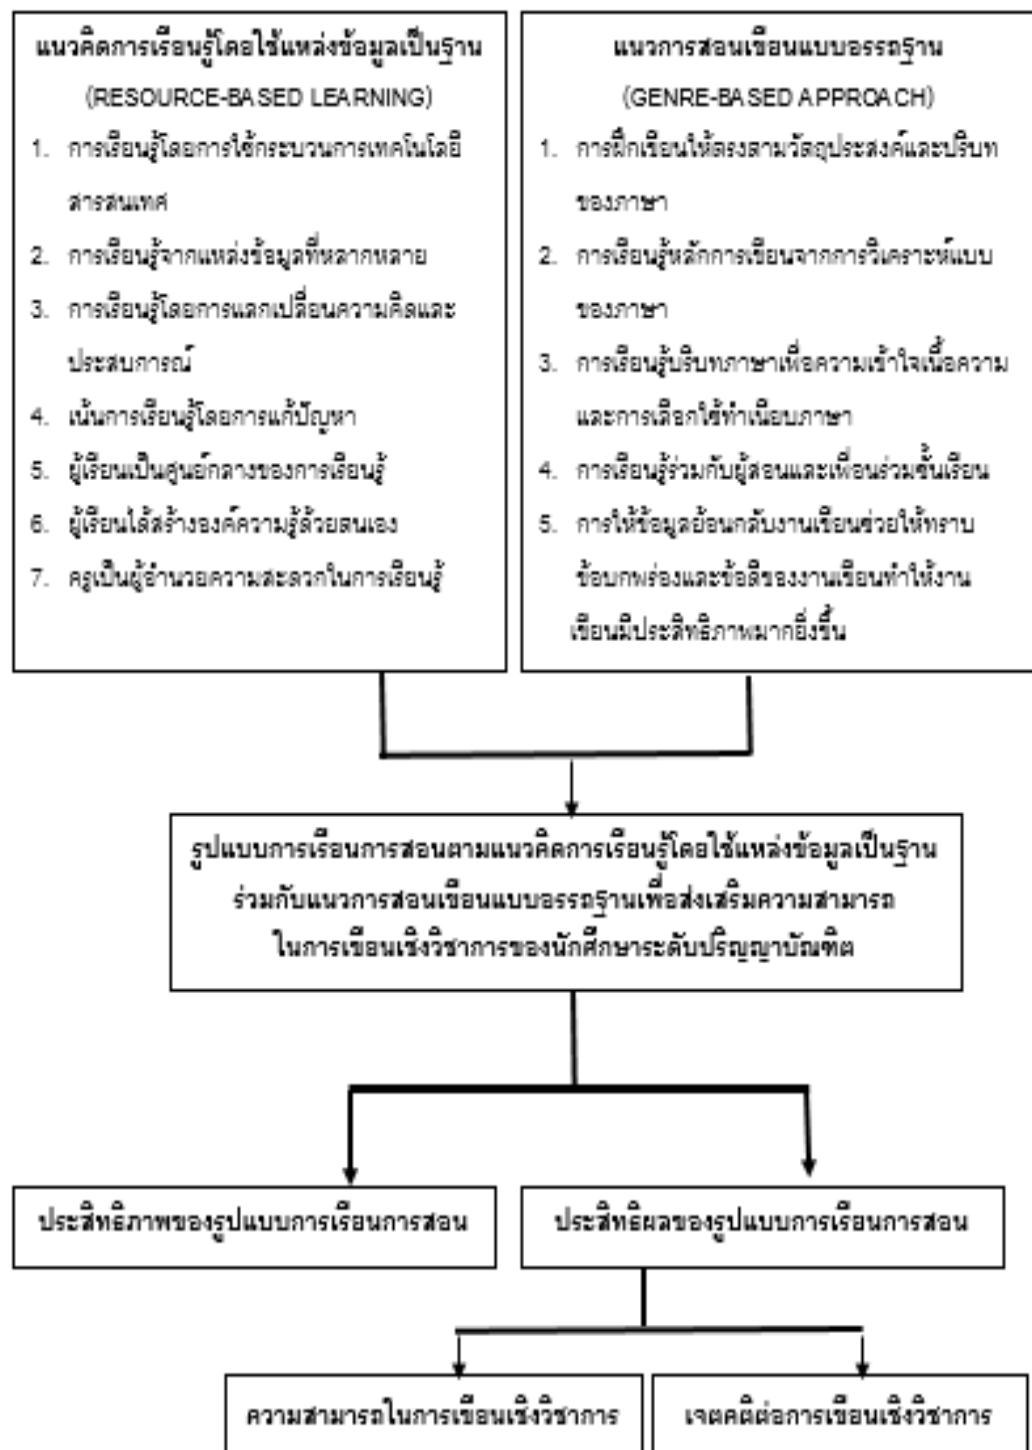 แนวคิดการเรียนรู้โดยใช้แหล่งข้อมูลเป็นฐาน
(RESOURCE-BASED LEARNING)
1. การเรียนรู้โดยการใช้กระบวนการเทคโนโลยี
สารสนเทศ
2. การเรียนรู้จากแหล่งข้อมูลที่หลากหลาย
3. การเรียนรู้โดยการแลกเปลี่ยนความคิดและ
ประสบการณ์
4. เน้นการเรียนรู้โดยการแก้ปัญหา
5. ผู้เรียนเป็นศูนย์กลางของการเรียนรู้
6. ผู้เรียนได้สร้างองค์ความรู้ด้วยตนเอง
7. ครูเป็นผู้อำนวยความสะดวกในการเรียนรู้
แนวการสอนเขียนแบบอรรถฐาน
(GENRE-BASED APPROACH)
1. การฝึกเขียนให้ตรงตามวัตถุประสงค์และปริบท
ของภาษา
2. การเรียนรู้หลักการเขียนจากการวิเคราะห์แบบ
ของภาษา
3. การเรียนรู้บริบทภาษาเพื่อความเข้าใจเนื้อความ
และการเลือกใช้ทำเนียบภาษา
4. การเรียนรู้ร่วมกับผู้สอนและเพื่อนร่วมชั้นเรียน
5. การให้ข้อมูลย้อนกลับงานเขียนช่วยให้ทราบ
ข้อบกพร่องและข้อดีของงานเขียนทำให้งาน
เขียนมีประสิทธิภาพมากยิ่งขึ้น
รูปแบบการเรียนการสอนตามแนวคิดการเรียนรู้โดยใช้แหล่งข้อมูลเป็นฐาน
ร่วมกับแนวการสอนเขียนแบบอรรถฐานเพื่อส่งเสริมความสามารถ
ในการเขียนเชิงวิชาการของนักศึกษาระดับปริญญาบัณฑิต
ประสิทธิภาพของรูปแบบการเรียนการสอน
ประสิทธิผลของรูปแบบการเรียนการสอน
ความสามารถในการเขียนเชิงวิชาการ
เจตคติต่อการเขียนเชิงวิชาการ